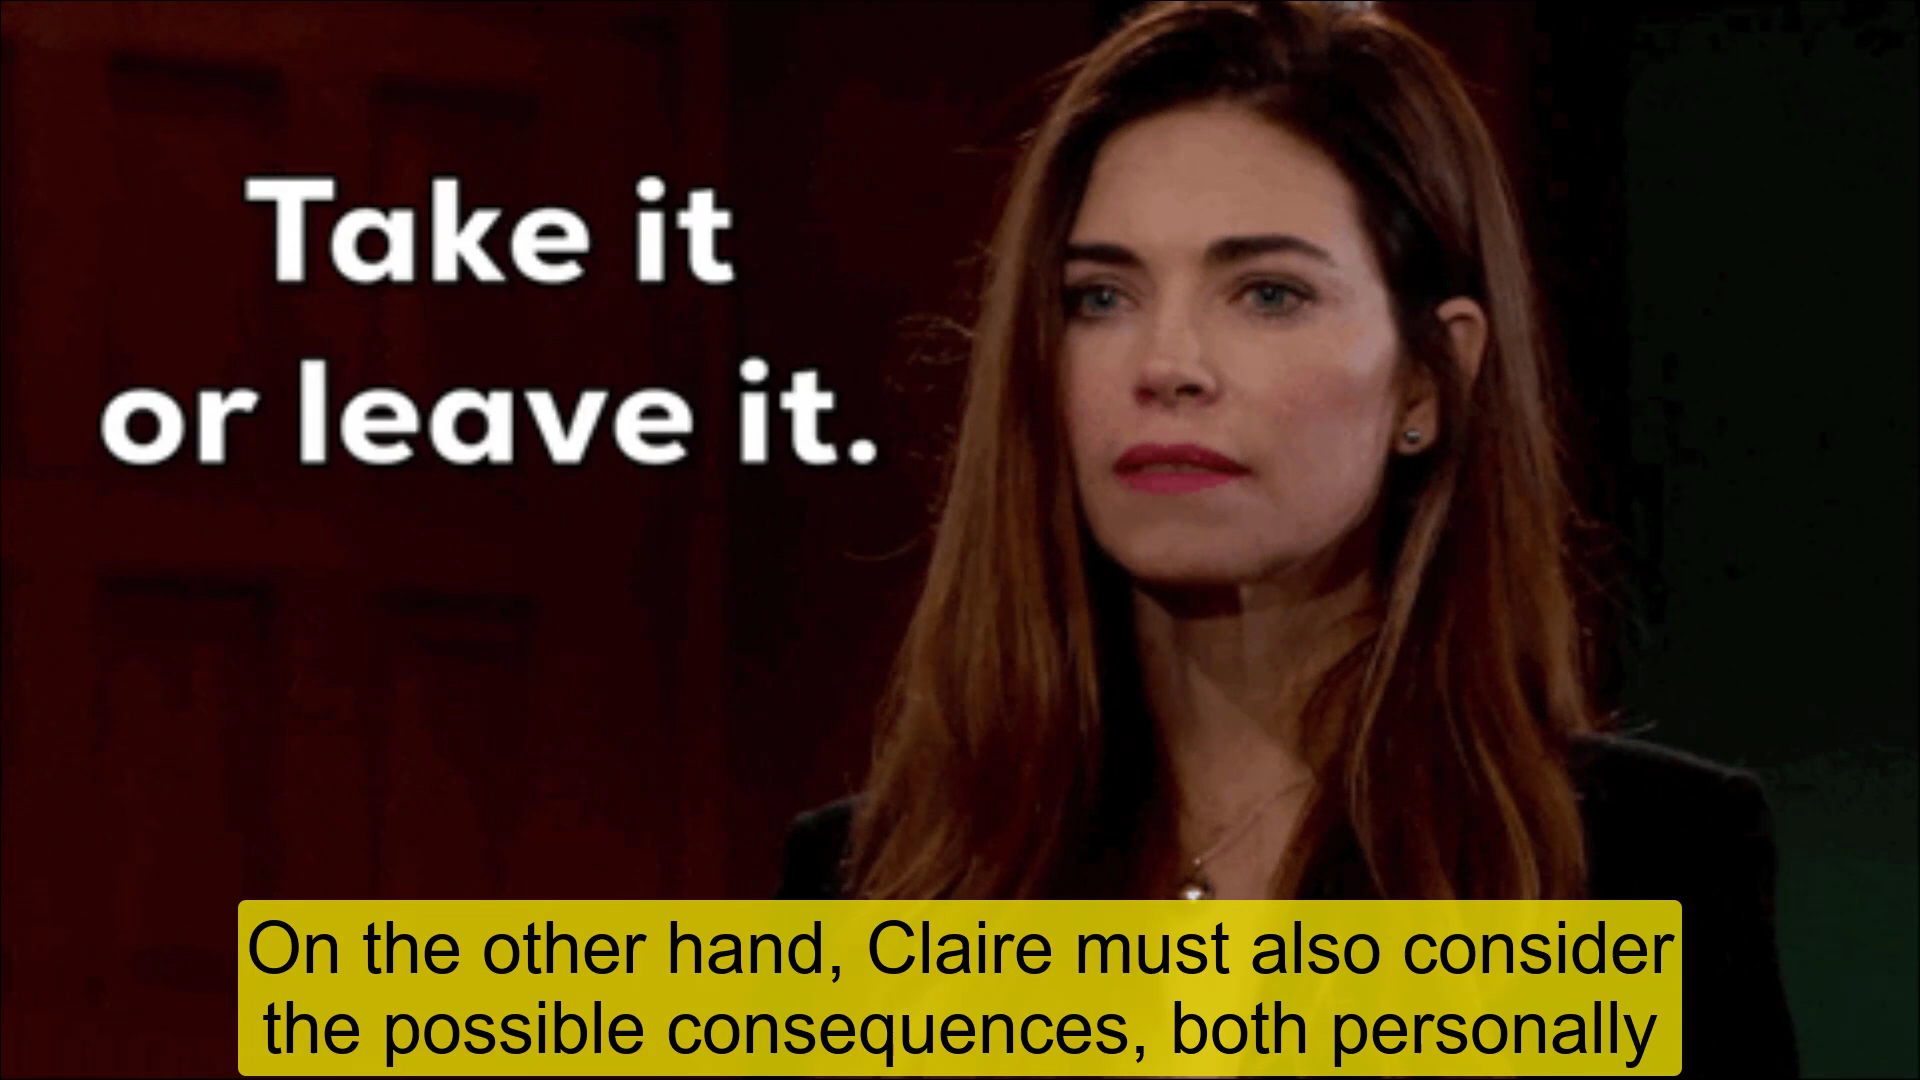 Take it
or leave it.
On the other hand, Claire must also consider
the possible consequences, both personally